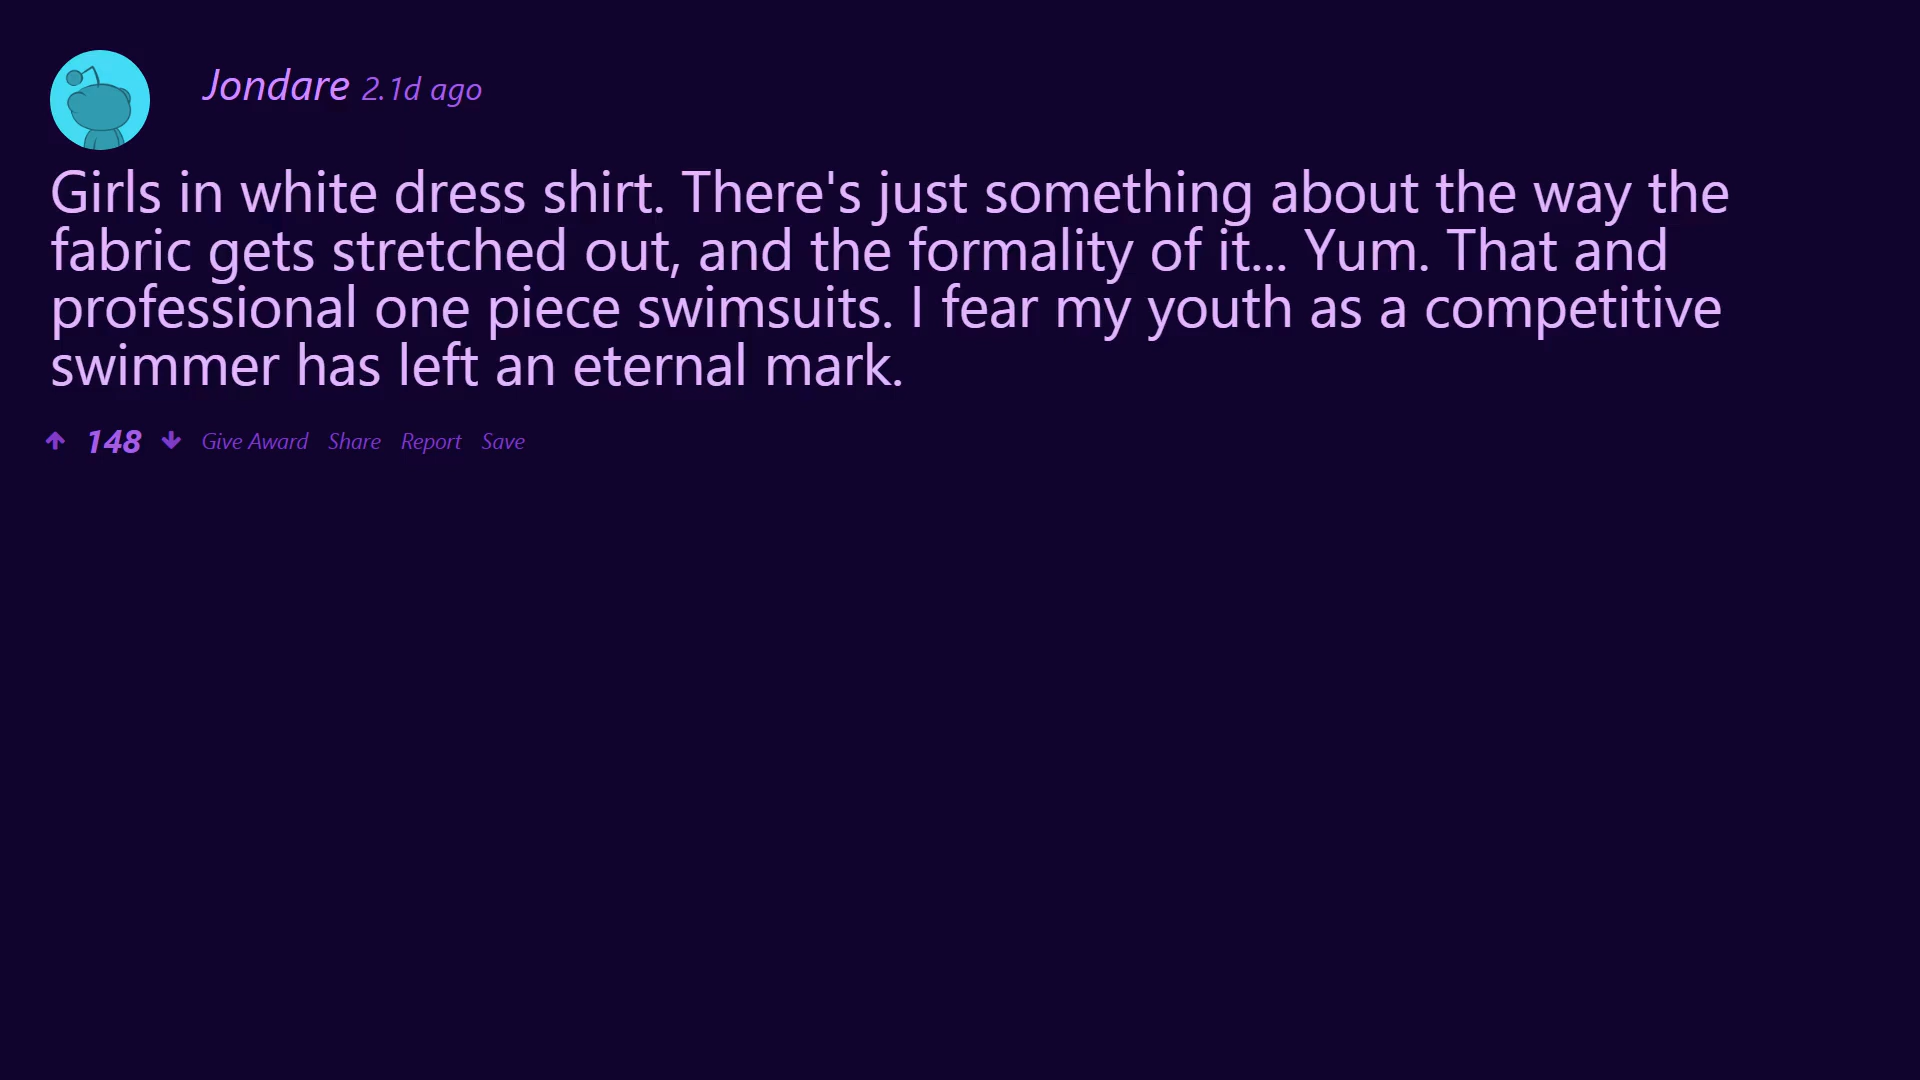 Jondare 2.1d ago
Girls in white dress shirt. There's just something about the way the
fabric gets stretched out, and the formality of it... Yum. That and
professional one piece swimsuits. I fear my youth as a competitive
swimmer has left an eternal mark.
148 Give Award Share Report Save